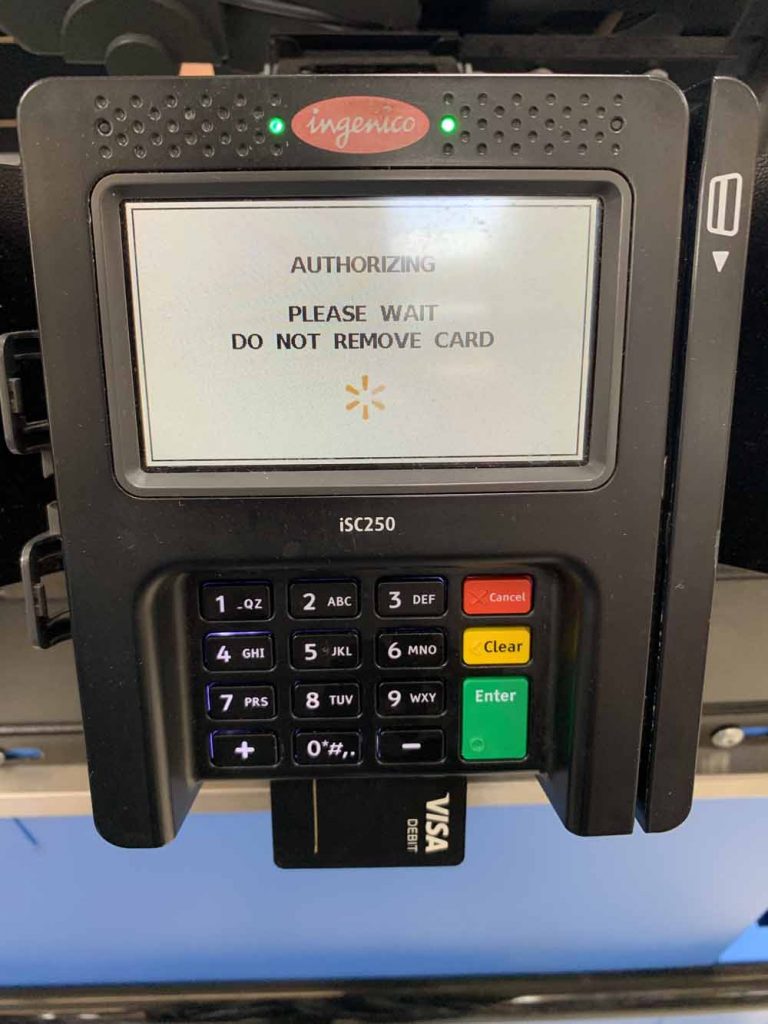 ingenico
AUTHORIZING
PLEASE WAIT
DO NOT REMOVE CARD
iSC250
1 -QZ 2 ABC 3 DEF Cancel
4 GHI 5 JKL 6 MNO Clear
7 PRS 8 TUV 9 WXY Enter
+ 0*#,. -
VISA
DEBIT